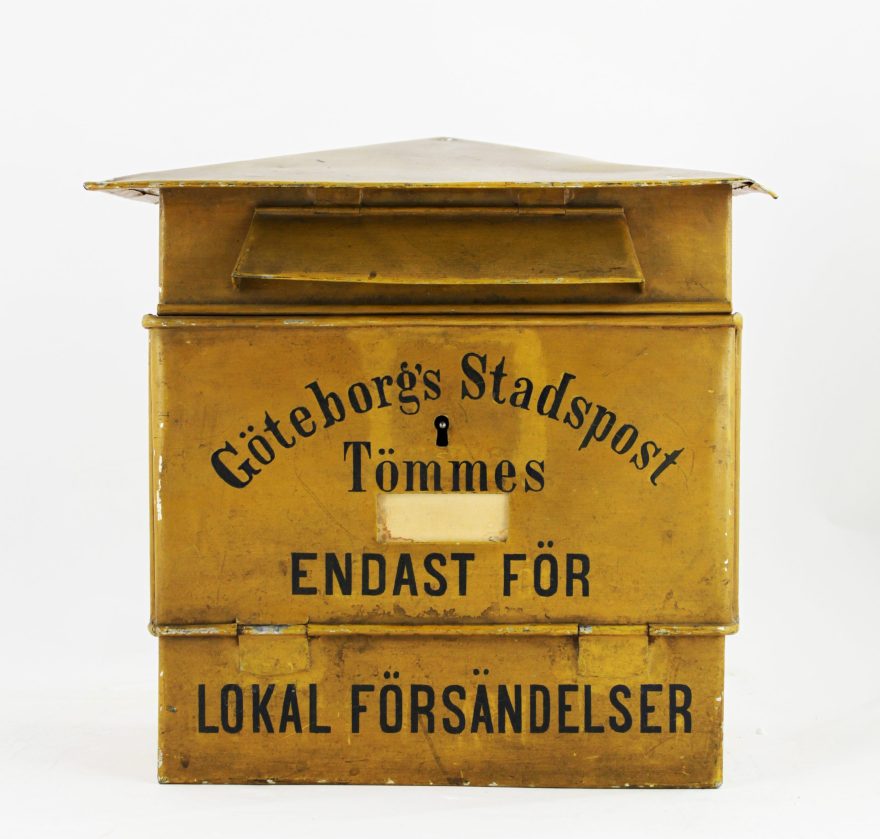 Göteborg's Stadspost
Tömmes
ENDAST FÖR
LOKAL FÖRSÄNDELSER